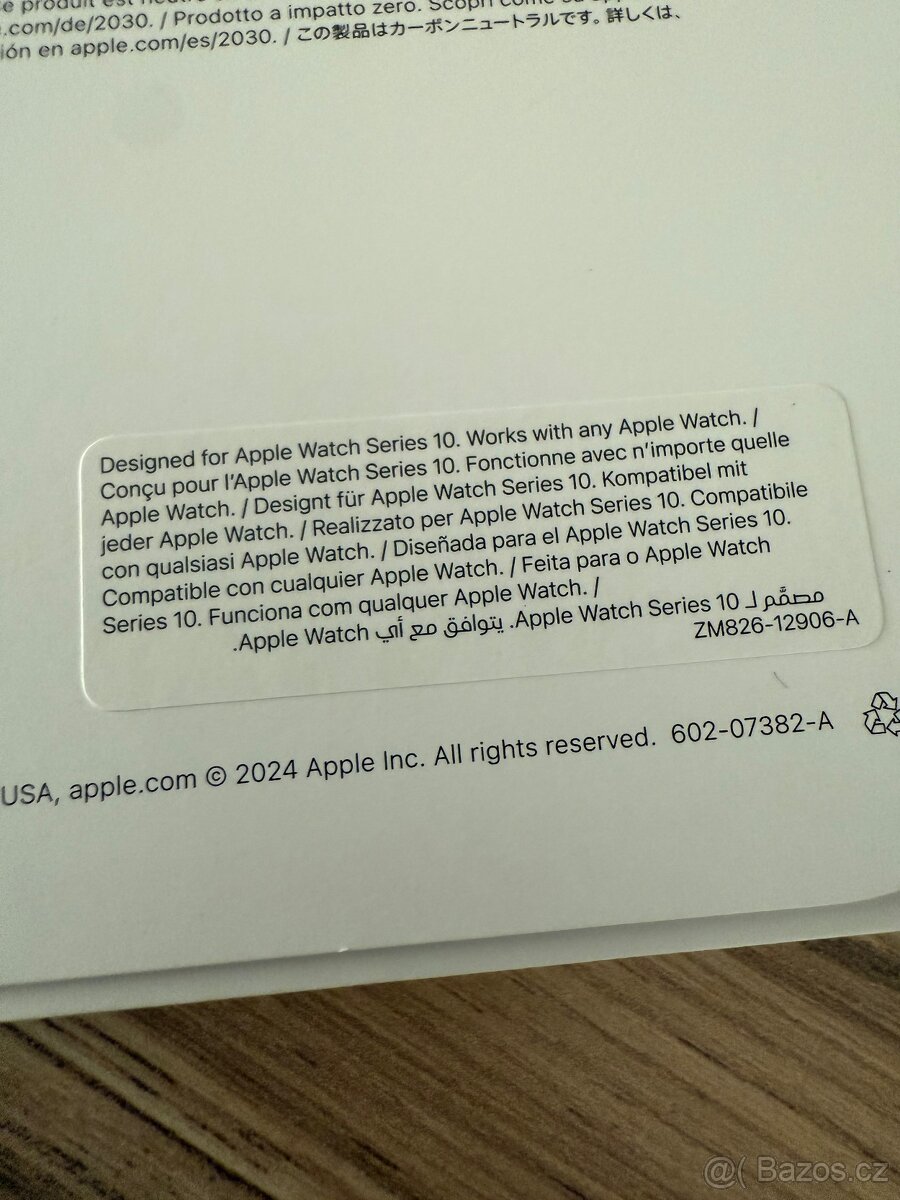 produit est neutre
.com/de/2030. / Prodotto a impatto zero. Scopri come
ión en apple.com/es/2030. / この製品はカーボンニュートラルです。詳しくは、
Designed for Apple Watch Series 10. Works with any Apple Watch. /
Conçu pour l'Apple Watch Series 10. Fonctionne avec n'importe quelle
Apple Watch. / Designt für Apple Watch Series 10. Kompatibel mit
jeder Apple Watch. / Realizzato per Apple Watch Series 10. Compatibile
con qualsiasi Apple Watch. / Diseñada para el Apple Watch Series 10.
Compatible con cualquier Apple Watch. / Feita para o Apple Watch
Series 10. Funciona com qualquer Apple Watch. /
مصمَّم لـ Apple Watch Series 10. يتوافق مع أي Apple Watch.
ZM826-12906-A
USA, apple.com © 2024 Apple Inc. All rights reserved. 602-07382-A
@( Bazos.cz